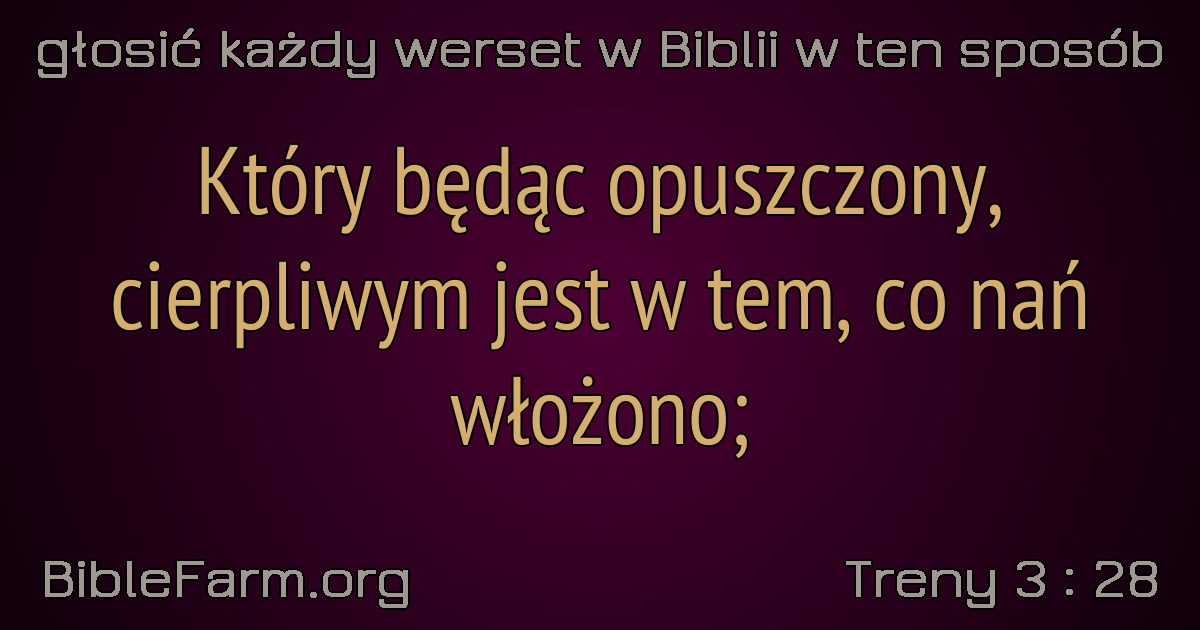 głosić każdy werset w Biblii w ten sposób
Który będąc opuszczony,
cierpliwym jest w tem, co nań
włożono;
BibleFarm.org
Treny 3 : 28